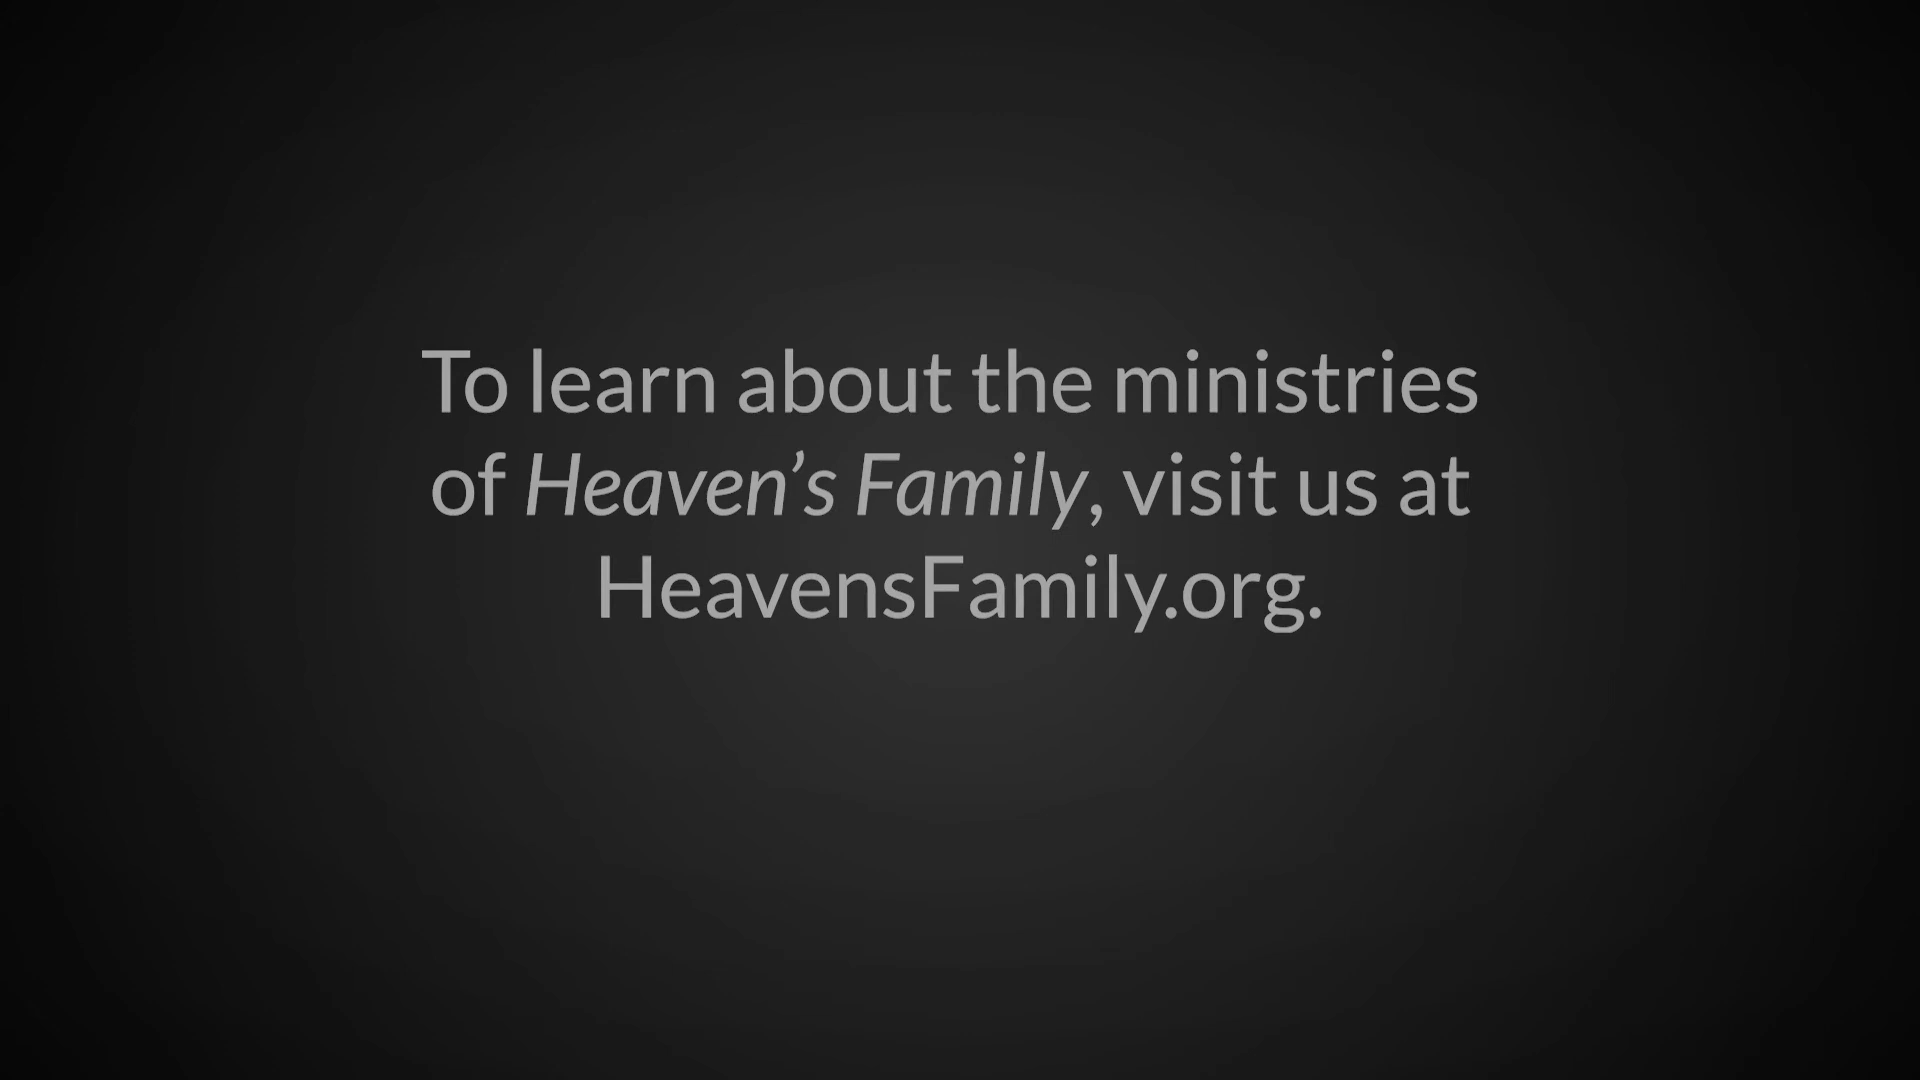 To learn about the ministries
of Heaven’s Family, visit us at
HeavensFamily.org.